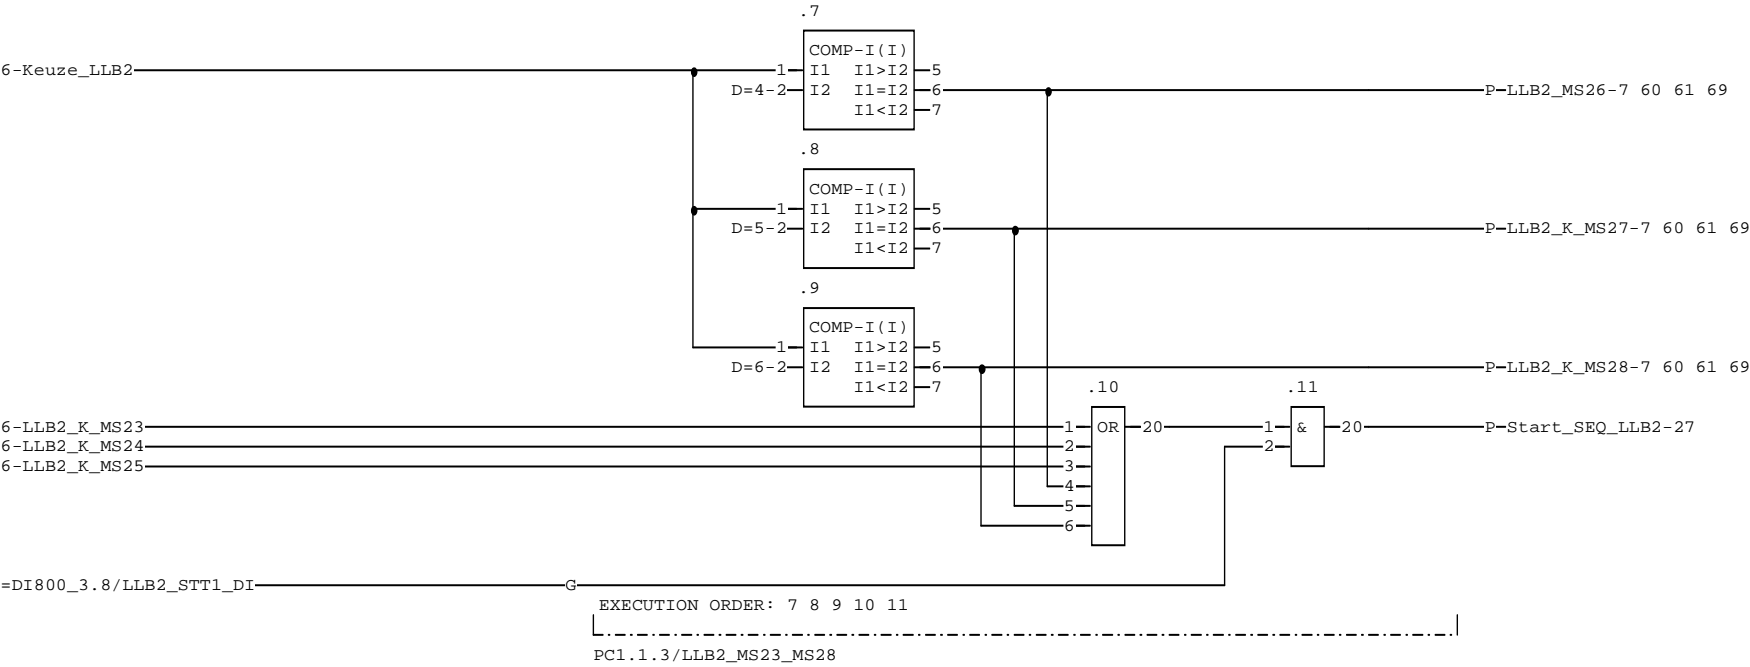 .7
COMP-I(I)
6-Keuze_LLB2 1 I1 I1>I2 5
D=4-2 I2 I1=I2 6 P-LLB2_MS26-7 60 61 69
I1<I2 7
.8
COMP-I(I)
1 I1 I1>I2 5
D=5-2 I2 I1=I2 6 P-LLB2_K_MS27-7 60 61 69
I1<I2 7
.9
COMP-I(I)
1 I1 I1>I2 5
D=6-2 I2 I1=I2 6 P-LLB2_K_MS28-7 60 61 69
I1<I2 7 .10 .11
6-LLB2_K_MS23 1 OR 20 1 & 20 P-Start_SEQ_LLB2-27
6-LLB2_K_MS24 2 2
6-LLB2_K_MS25 3
4
5
6
=DI800_3.8/LLB2_STT1_DI G
EXECUTION ORDER: 7 8 9 10 11
PC1.1.3/LLB2_MS23_MS28